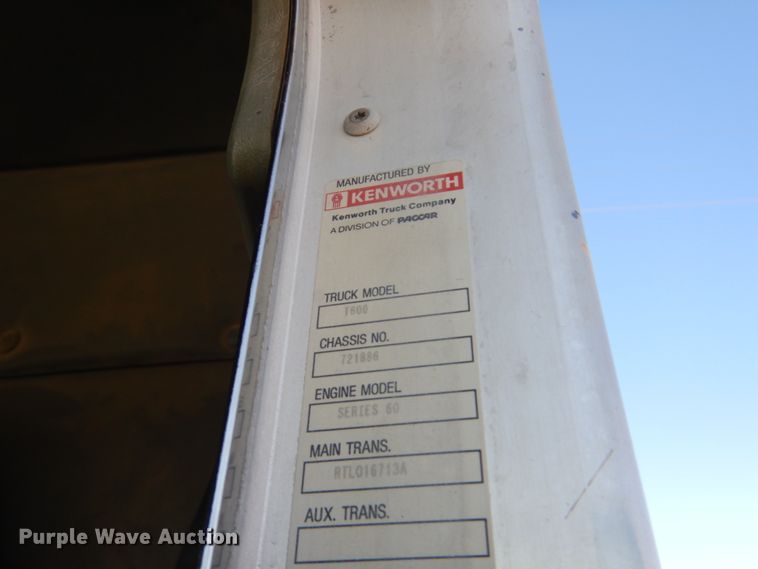 MANUFACTURED BY
KENWORTH
Kenworth Truck Company
A DIVISION OF PACCAR
TRUCK MODEL
T600
CHASSIS NO.
721886
ENGINE MODEL
SERIES 60
MAIN TRANS.
RTLO16713A
AUX. TRANS.
Purple Wave Auction®